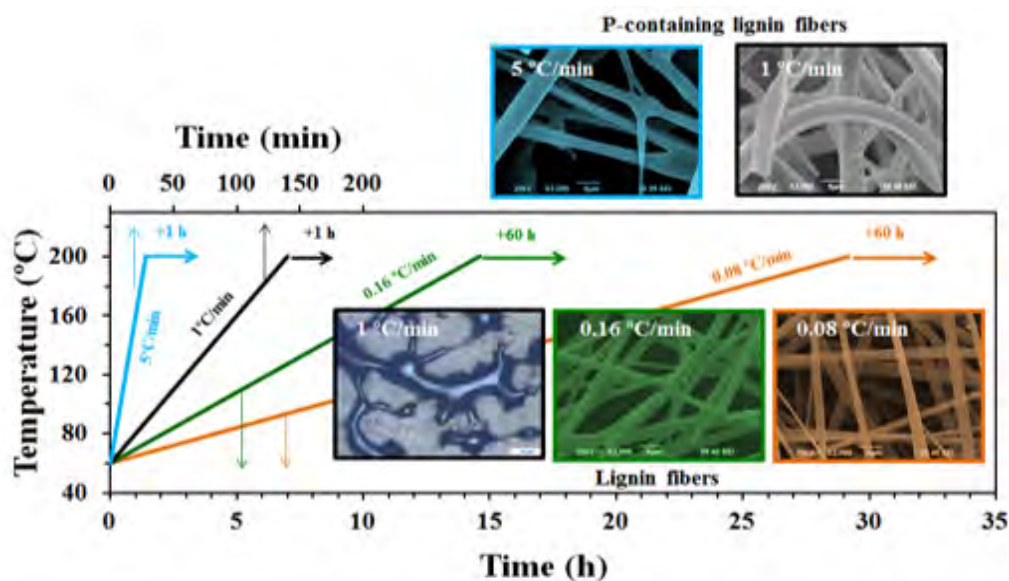 P-containing lignin fibers
5 °C/min
1 °C/min
Time (min)
0 50 100 150 200
+1 h
+1 h
+60 h
+60 h
200
160
120
80
40
Temperature (°C)
5°C/min
1°C/min
0.16 °C/min
0.08 °C/min
1 °C/min
0.16 °C/min
0.08 °C/min
Lignin fibers
0 5 10 15 20 25 30 35
Time (h)